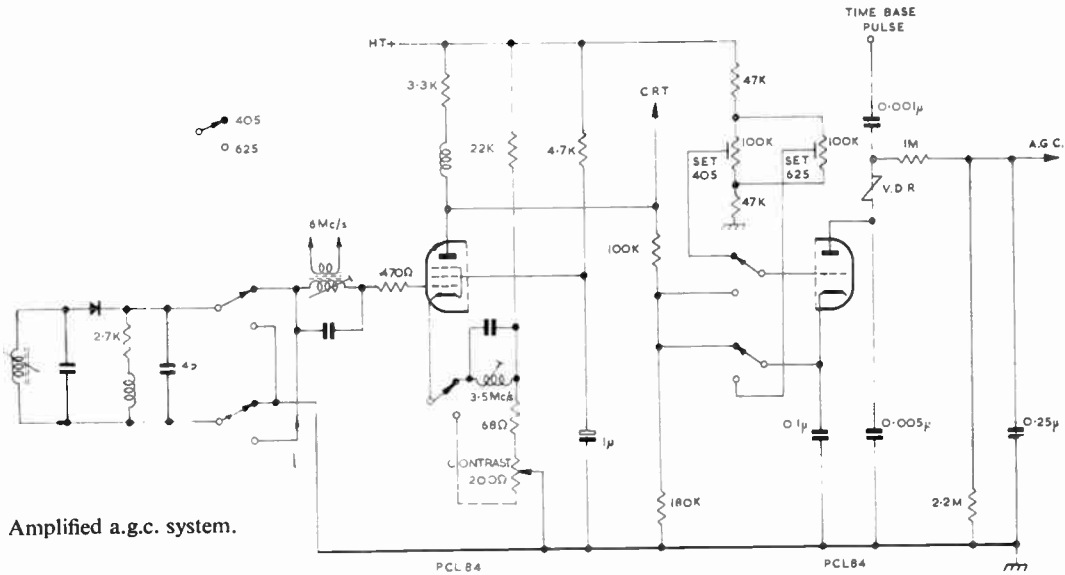 TIME BASE
PULSE
HT+
3·3K
47K
CRT
0·001μ
405
625
22K
4·7K
100K
100K
1M
A.G.C.
SET
405
SET
625
V.D.R
47K
6Mc/s
100K
470Ω
2·7K
3·5Mc/s
68Ω
1μ
0·1μ
0·005μ
0·25μ
CONTRAST
200Ω
180K
2·2M
Amplified a.g.c. system.
PCL84
PCL84